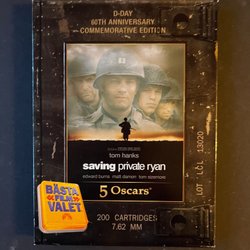 D-DAY
60TH ANNIVERSARY
COMMEMORATIVE EDITION
tom hanks
saving private ryan
edward burns matt damon tom sizemore
5 Oscars
BÄSTA
FILM
VALET
200 CARTRIDGES
7.62 MM
LOT LCL 13020